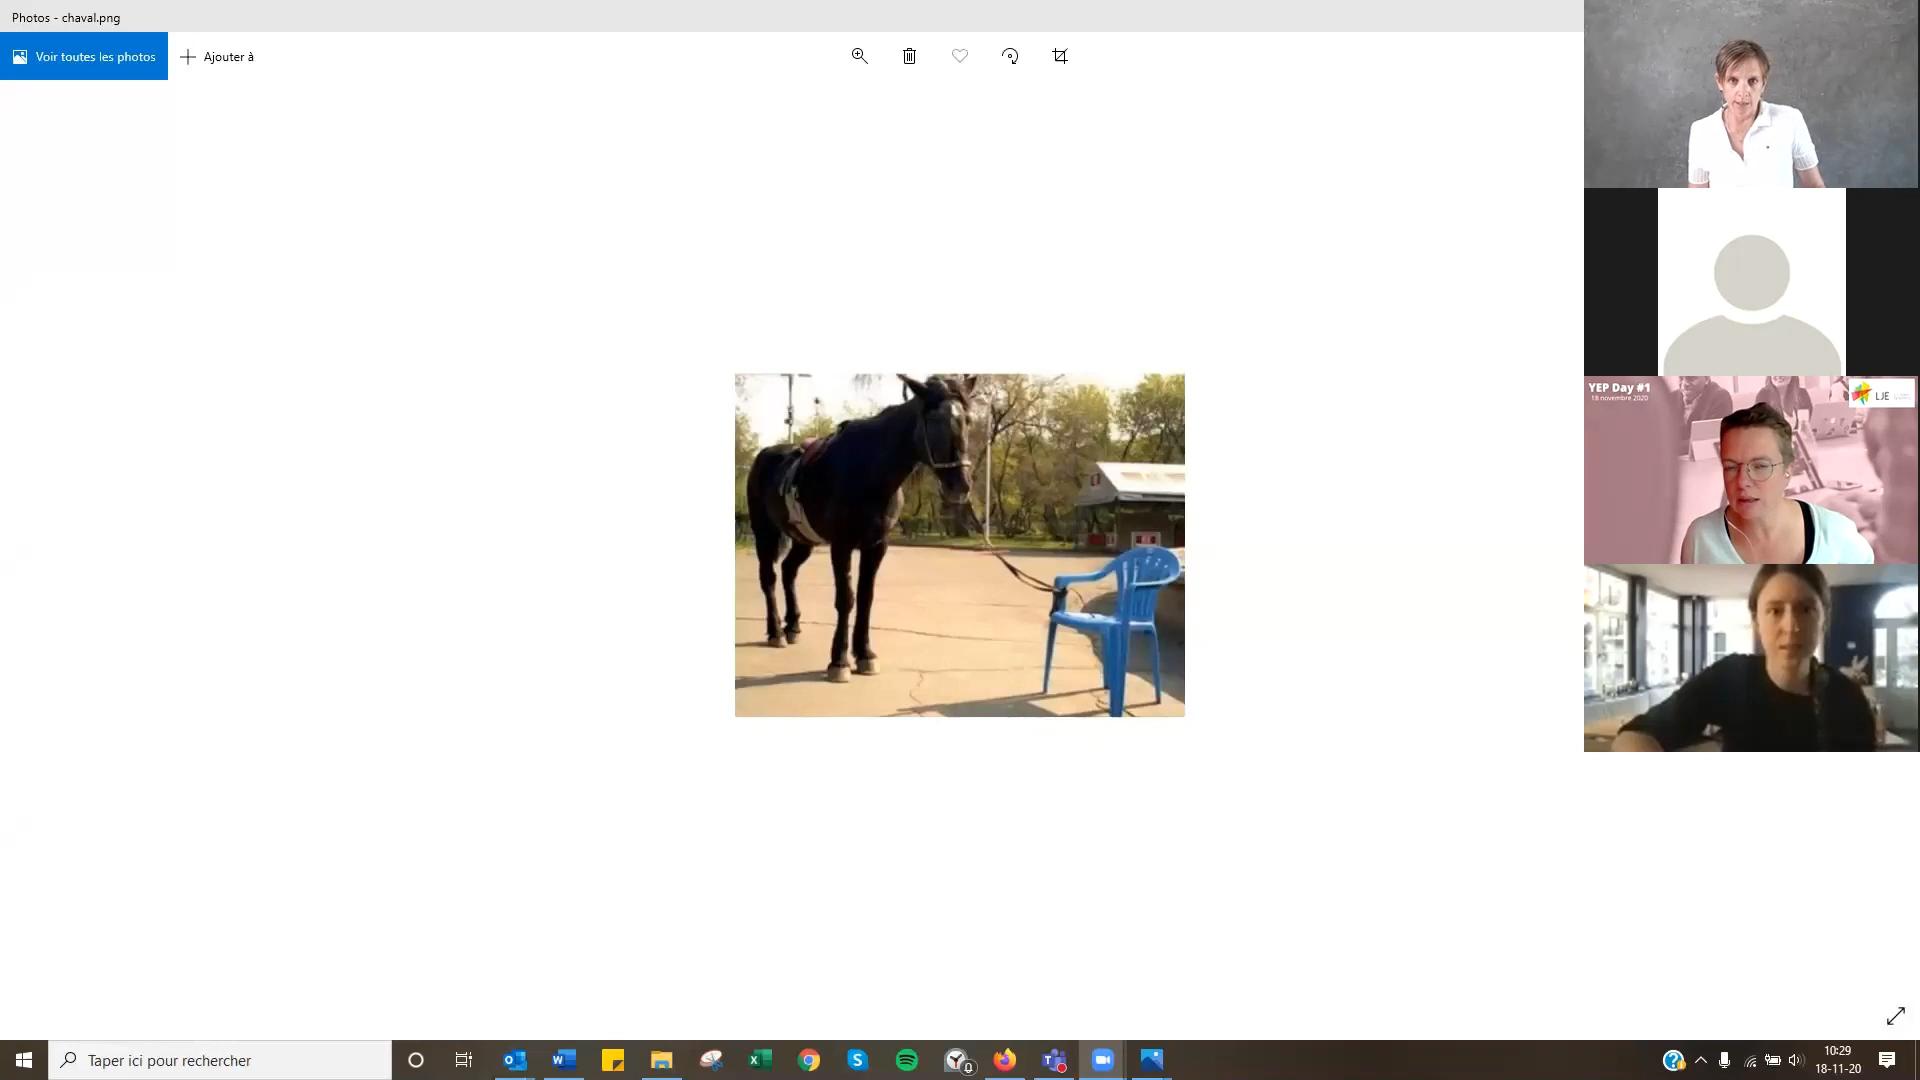 Photos - chaval.png
Voir toutes les photos
Ajouter à
YEP Day #1
18 novembre 2020
LJE
Taper ici pour rechercher
10:29
18-11-20